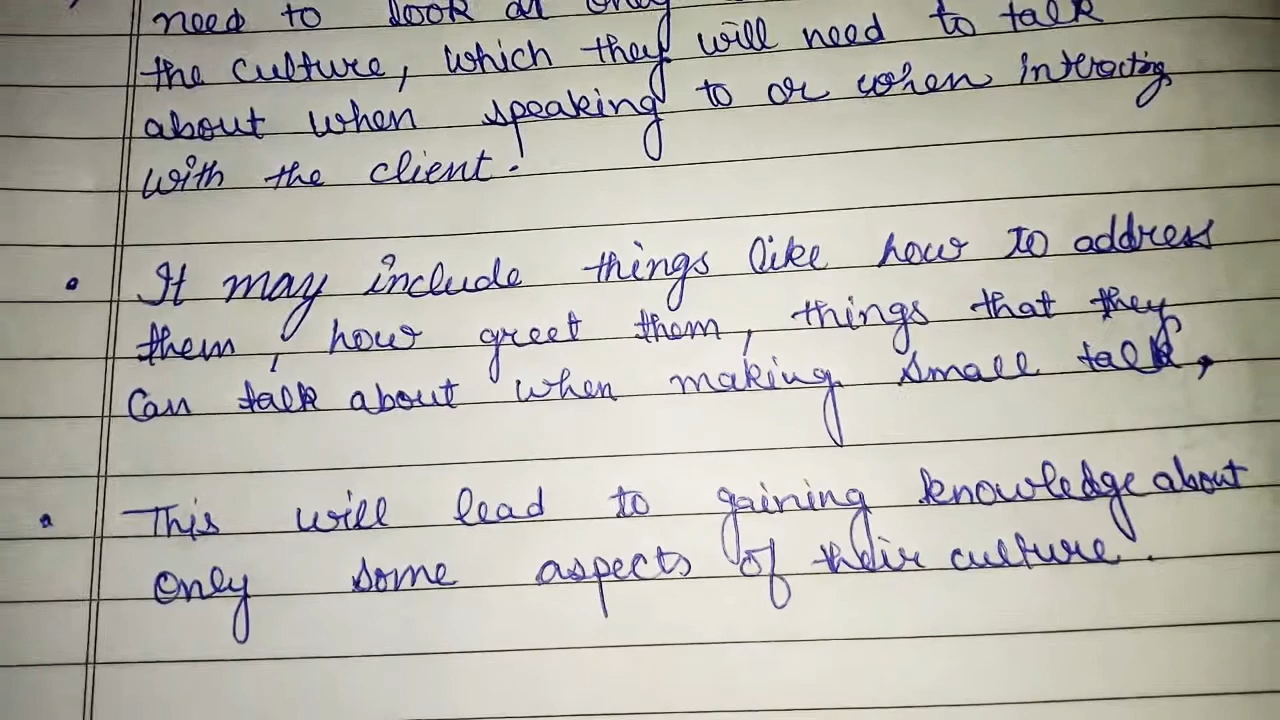 need to look at only
the culture, which they will need to talk
about when speaking to or when interacting
with the client.
• It may include things like how to address
them, how greet them, things that they
can talk about when making small talk,
• This will lead to gaining knowledge about
only some aspects of their culture.